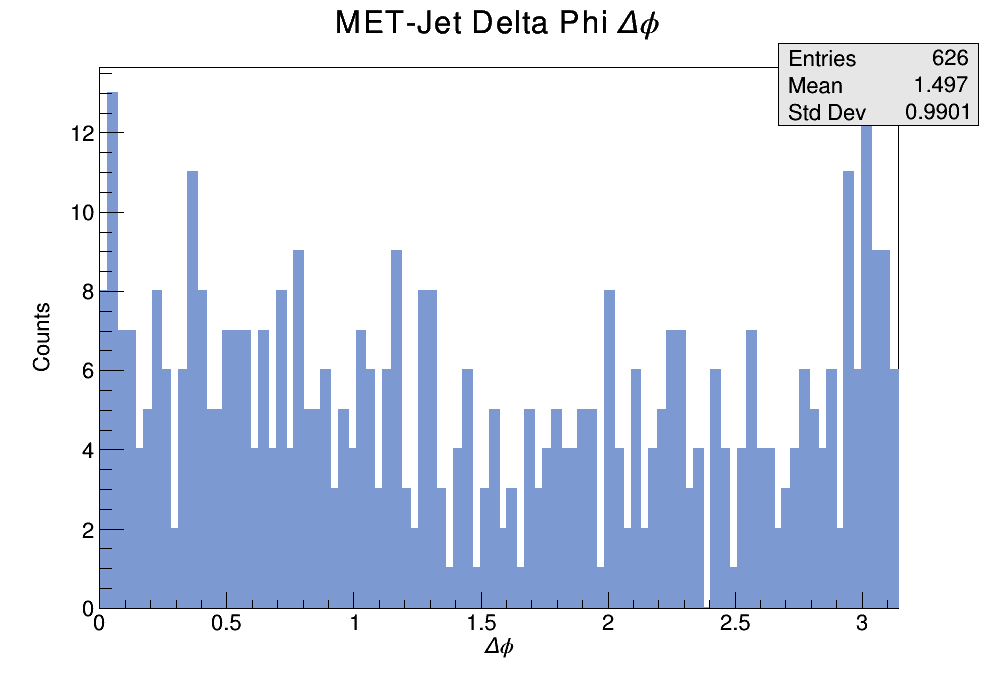 MET-Jet Delta Phi Δϕ
Entries 626
Mean 1.497
Std Dev 0.9901
Counts
12
10
8
6
4
2
0
0 0.5 1 1.5 2 2.5 3
Δϕ